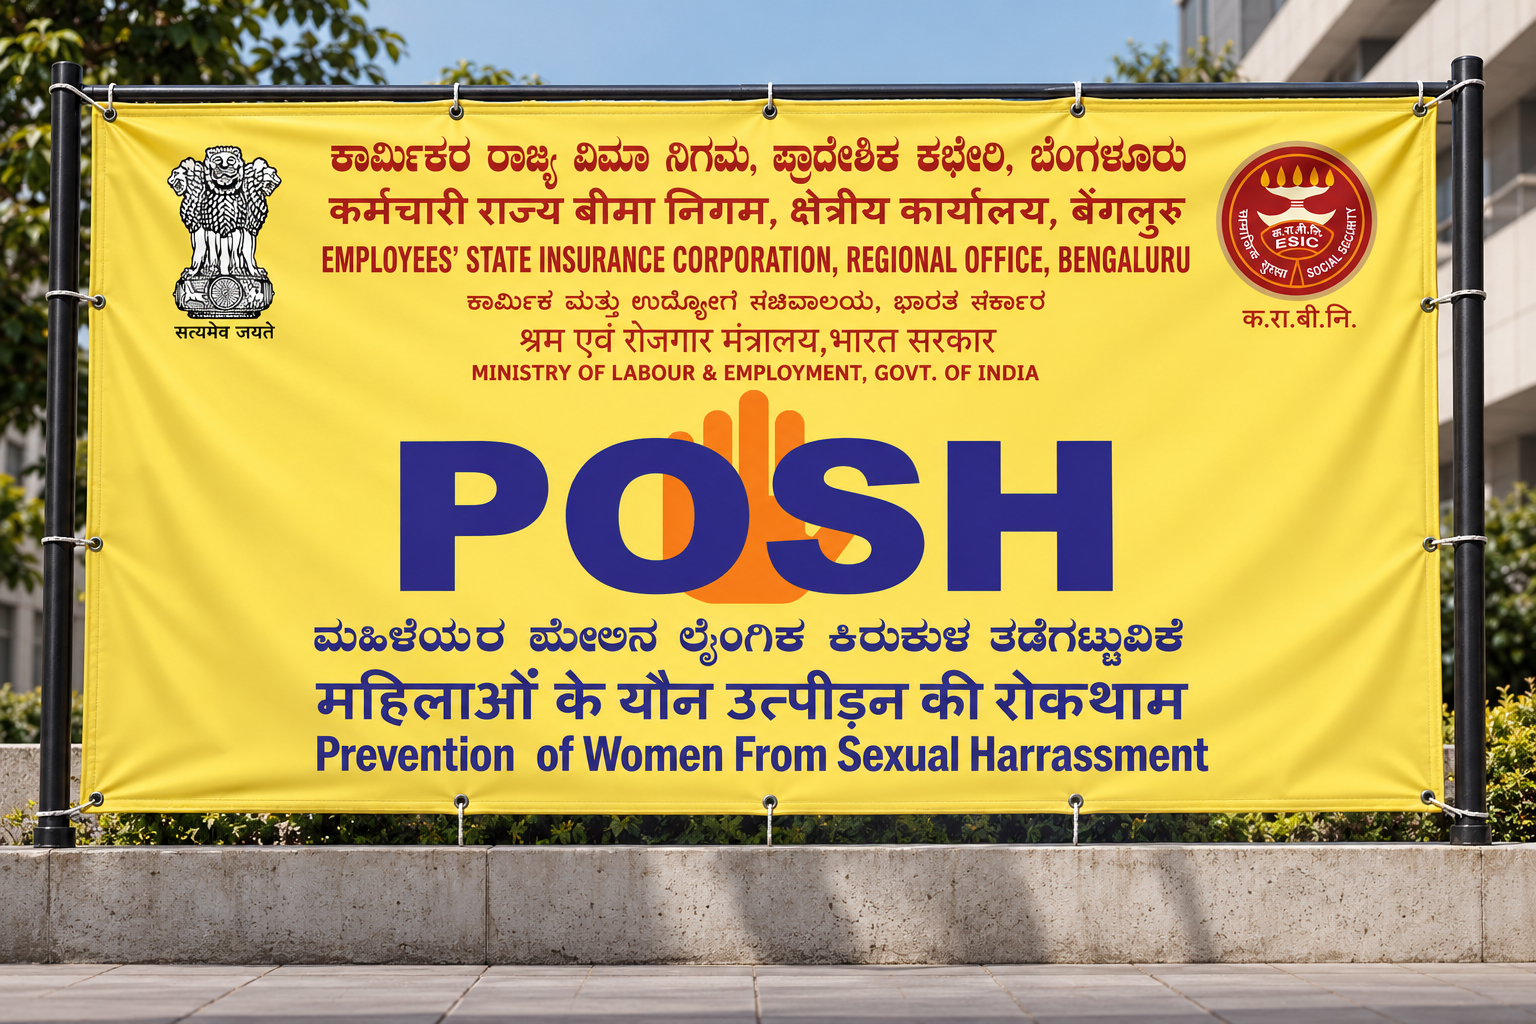 ಕಾರ್ಮಿಕರ ರಾಜ್ಯ ವಿಮಾ ನಿಗಮ, ಪ್ರಾದೇಶಿಕ ಕಛೇರಿ, ಬೆಂಗಳೂರು
कर्मचारी राज्य बीमा निगम, क्षेत्रीय कार्यालय, बेंगलुरु
EMPLOYEES' STATE INSURANCE CORPORATION, REGIONAL OFFICE, BENGALURU
ಕಾರ್ಮಿಕ ಮತ್ತು ಉದ್ಯೋಗ ಸಚಿವಾಲಯ, ಭಾರತ ಸರ್ಕಾರ
श्रम एवं रोजगार मंत्रालय,भारत सरकार
MINISTRY OF LABOUR & EMPLOYMENT, GOVT. OF INDIA
सत्यमेव जयते
क.रा.बी.नि.
ESIC
सामाजिक सुरक्षा
SOCIAL SECURITY
क.रा.बी.नि.
POSH
ಮಹಿಳೆಯರ ಮೇಲಿನ ಲೈಂಗಿಕ ಕಿರುಕುಳ ತಡೆಗಟ್ಟುವಿಕೆ
महिलाओं के यौन उत्पीड़न की रोकथाम
Prevention of Women From Sexual Harrassment